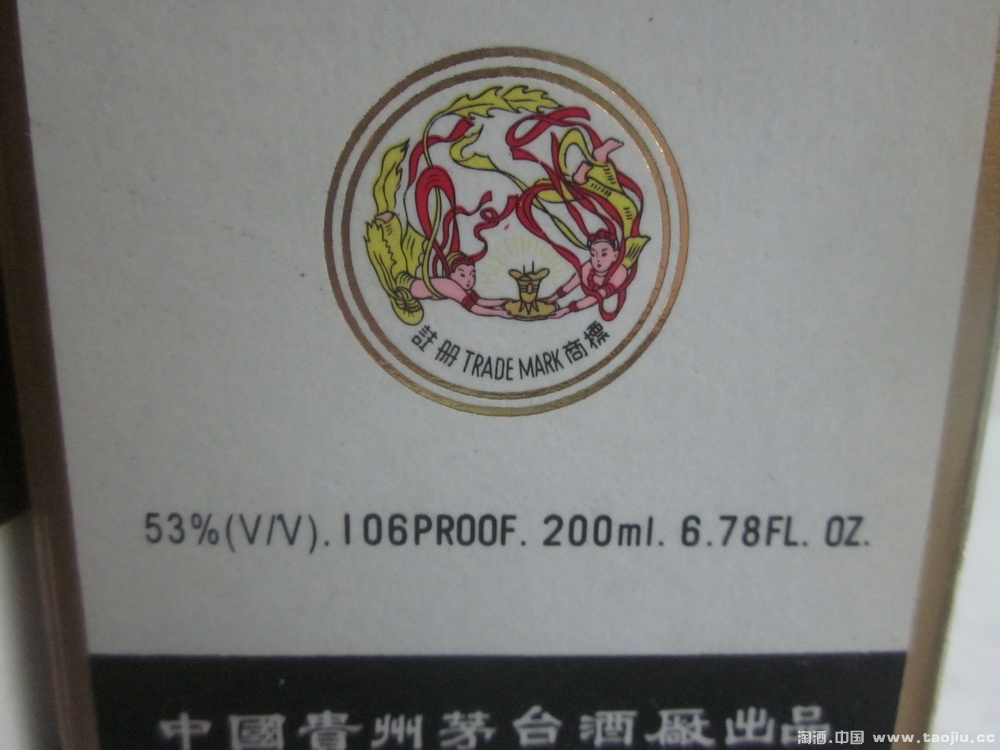 註册 TRADE MARK 商標
53%(V/V). 106PROOF. 200ml. 6.78FL. OZ.
中國貴州茅台酒厰出品
淘酒.中国 www.taojiu.cc